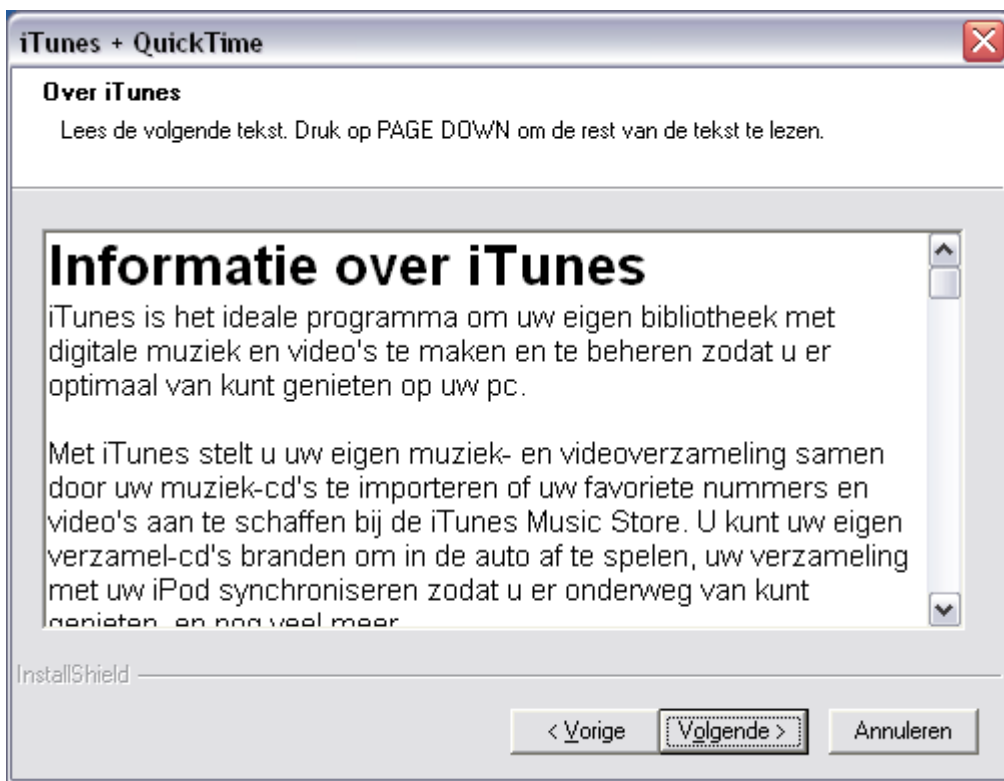 iTunes + QuickTime
Over iTunes
Lees de volgende tekst. Druk op PAGE DOWN om de rest van de tekst te lezen.
Informatie over iTunes
iTunes is het ideale programma om uw eigen bibliotheek met
digitale muziek en video's te maken en te beheren zodat u er
optimaal van kunt genieten op uw pc.
Met iTunes stelt u uw eigen muziek- en videoverzameling samen
door uw muziek-cd's te importeren of uw favoriete nummers en
video's aan te schaffen bij de iTunes Music Store. U kunt uw eigen
verzamel-cd's branden om in de auto af te spelen, uw verzameling
met uw iPod synchroniseren zodat u er onderweg van kunt
genieten, en nog veel meer.
InstallShield
< Vorige
Volgende >
Annuleren